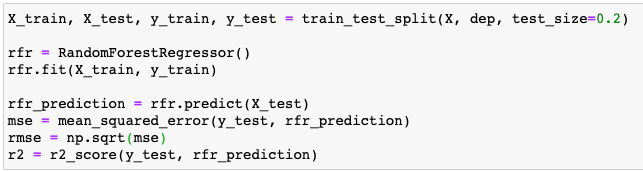 X_train, X_test, y_train, y_test = train_test_split(X, dep, test_size=0.2)
rfr = RandomForestRegressor()
rfr.fit(X_train, y_train)
rfr_prediction = rfr.predict(X_test)
mse = mean_squared_error(y_test, rfr_prediction)
rmse = np.sqrt(mse)
r2 = r2_score(y_test, rfr_prediction)